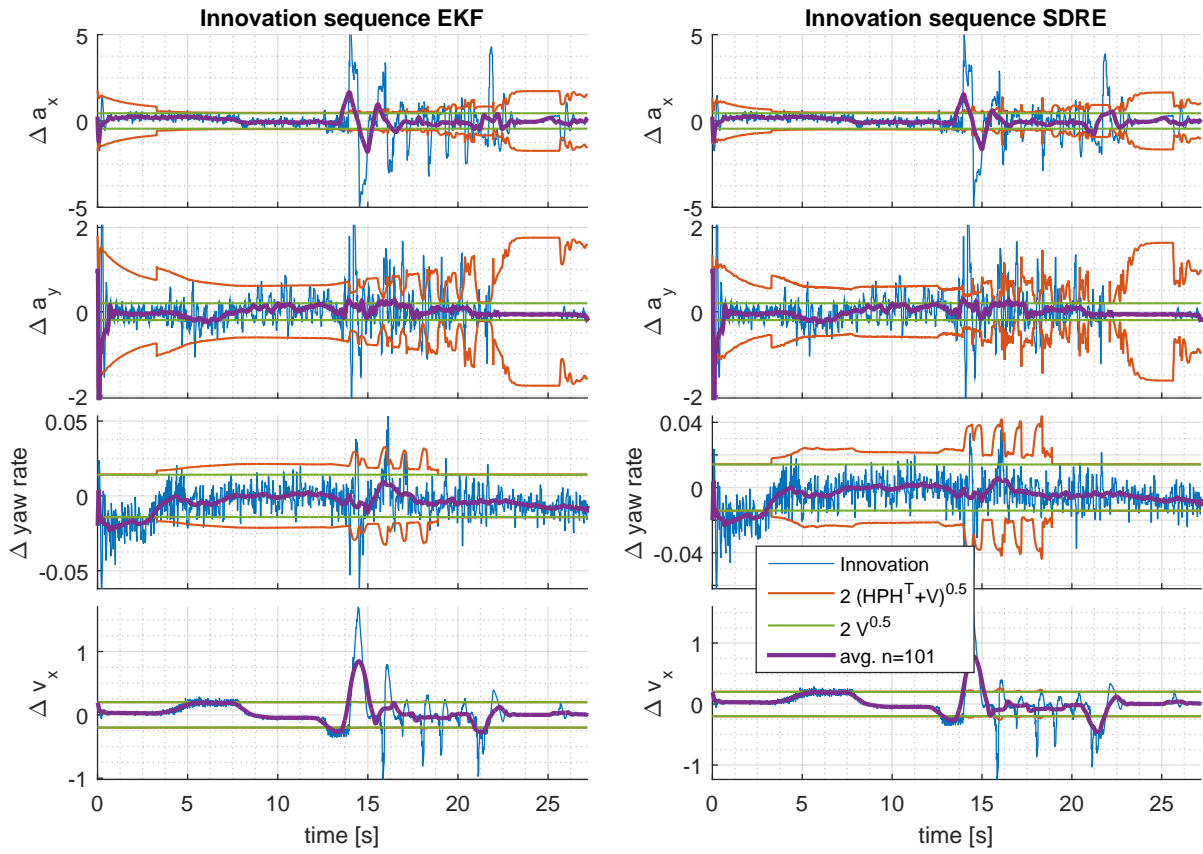 Innovation sequence EKF
Innovation sequence SDRE
5
0
-5
Δ a_x
5
0
-5
Δ a_x
2
0
-2
Δ a_y
2
0
-2
Δ a_y
0.05
0
-0.05
Δ yaw rate
0.04
0
-0.04
Δ yaw rate
Innovation
2 (HPH^T+V)^0.5
2 V^0.5
avg. n=101
1
0
-1
Δ v_x
1
0
-1
Δ v_x
0 5 10 15 20 25
0 5 10 15 20 25
time [s]
time [s]